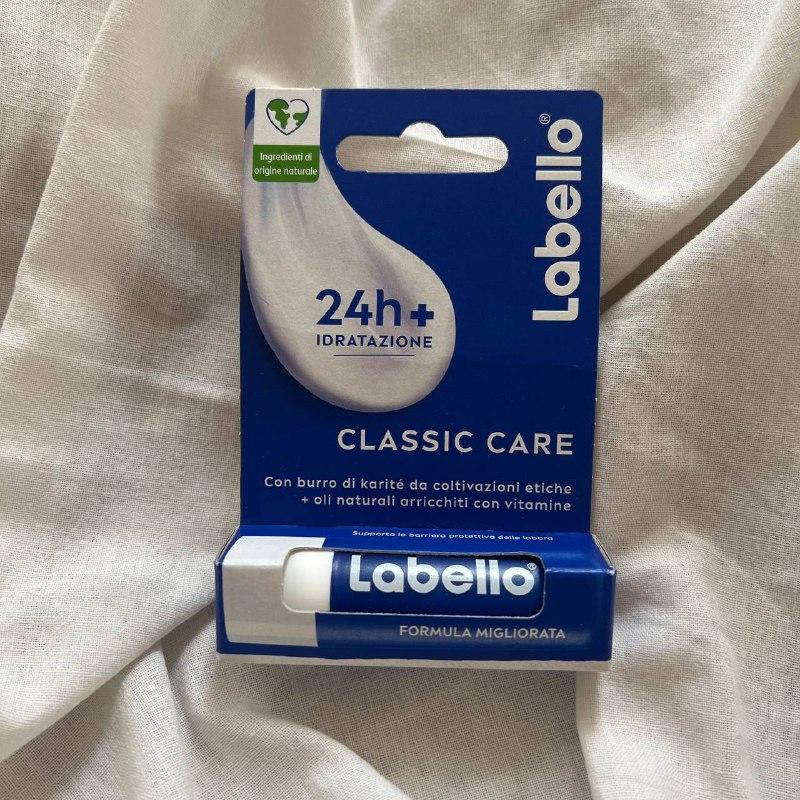 Ingredienti di
origine naturale
Labello®
24h+
IDRATAZIONE
CLASSIC CARE
Con burro di karité da coltivazioni etiche
+ oli naturali arricchiti con vitamine
Supporta la barriera protettiva delle labbra
Labello®
FORMULA MIGLIORATA